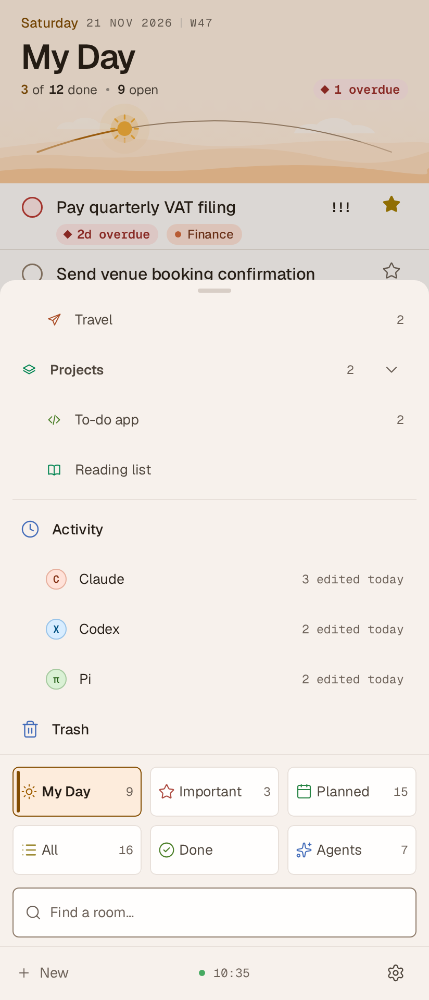 Saturday 21 NOV 2026 | W47
My Day
3 of 12 done • 9 open
1 overdue
Pay quarterly VAT filing !!!
2d overdue Finance
Send venue booking confirmation
Travel 2
Projects 2
To-do app 2
Reading list
Activity
C Claude 3 edited today
X Codex 2 edited today
π Pi 2 edited today
Trash
My Day 9 Important 3 Planned 15
All 16 Done Agents 7
Find a room…
+ New 10:35